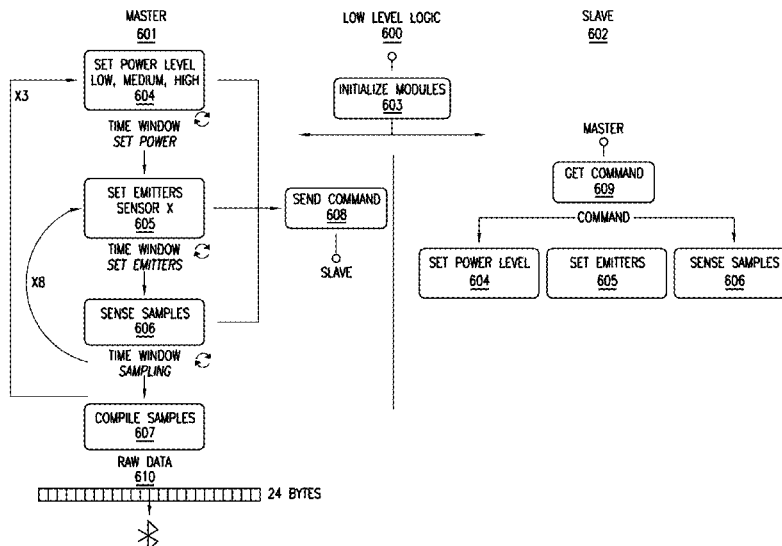 MASTER
601
LOW LEVEL LOGIC
600
SLAVE
602
SET POWER LEVEL
LOW, MEDIUM, HIGH
604
X3
TIME WINDOW
SET POWER
INITIALIZE MODULES
603
MASTER
GET COMMAND
609
SET EMITTERS
SENSOR X
605
SEND COMMAND
608
SLAVE
COMMAND
TIME WINDOW
SET EMITTERS
SET POWER LEVEL
604
SET EMITTERS
605
SENSE SAMPLES
606
X8
SENSE SAMPLES
606
TIME WINDOW
SAMPLING
COMPILE SAMPLES
607
RAW DATA
610
24 BYTES